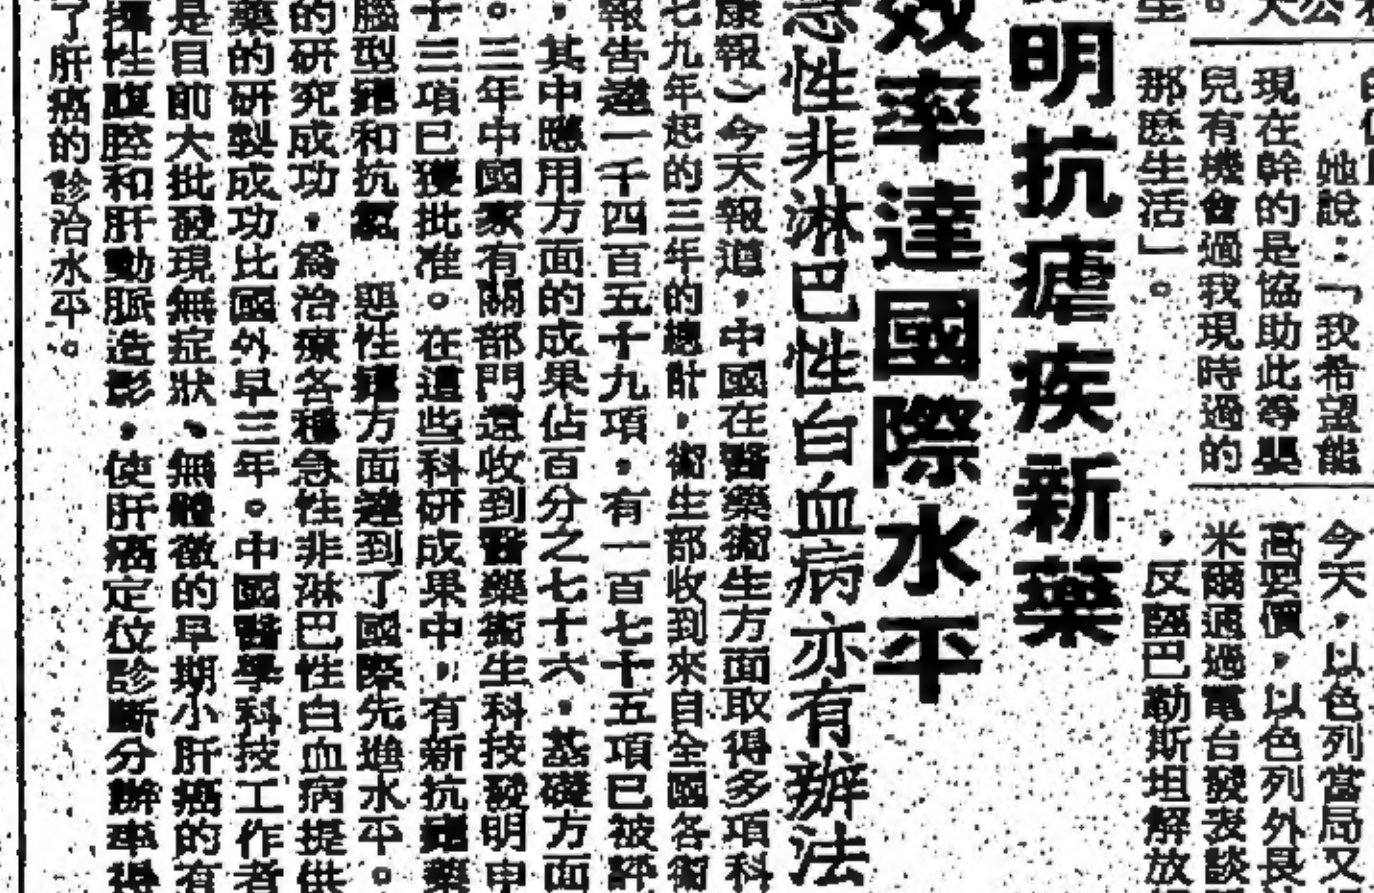 公
生
她說：「我希望能
現在幹的是協助此等嬰
兒有機會過我現時過的
那麽生活」。
今天，以色列當局又
，以色列外長
米爾通過電台發表談
，反 巴勒斯坦解放
明抗瘧疾新藥
效率達國際水平
急性非淋巴性白血病亦有辦法
康報）今天報道，中國在醫藥衞生方面取得多項科
七九年起的三年的總計，衞生部收到來自全國各衞
報告達一千四百五十九項，有一百七十五項已被評
，其中應用方面的成果佔百分之七十六，基礎方面
。三年中國家有關部門還收到醫藥衞生科技發明申
十三項已獲批准。在這些科研成果中，有新抗瘧藥
腦型瘧和抗氯 惡性瘧方面達到了國際先進水平。
的研究成功，爲治療各種急性非淋巴性白血病提供
藥的研製成功比國外早三年。中國醫學科技工作者
是目前大批發現無症狀、無體徵的早期小肝癌的有
擇性腹腔和肝動脈造影，使肝癌定位診斷分辦率得
了肝癌的診治水平。